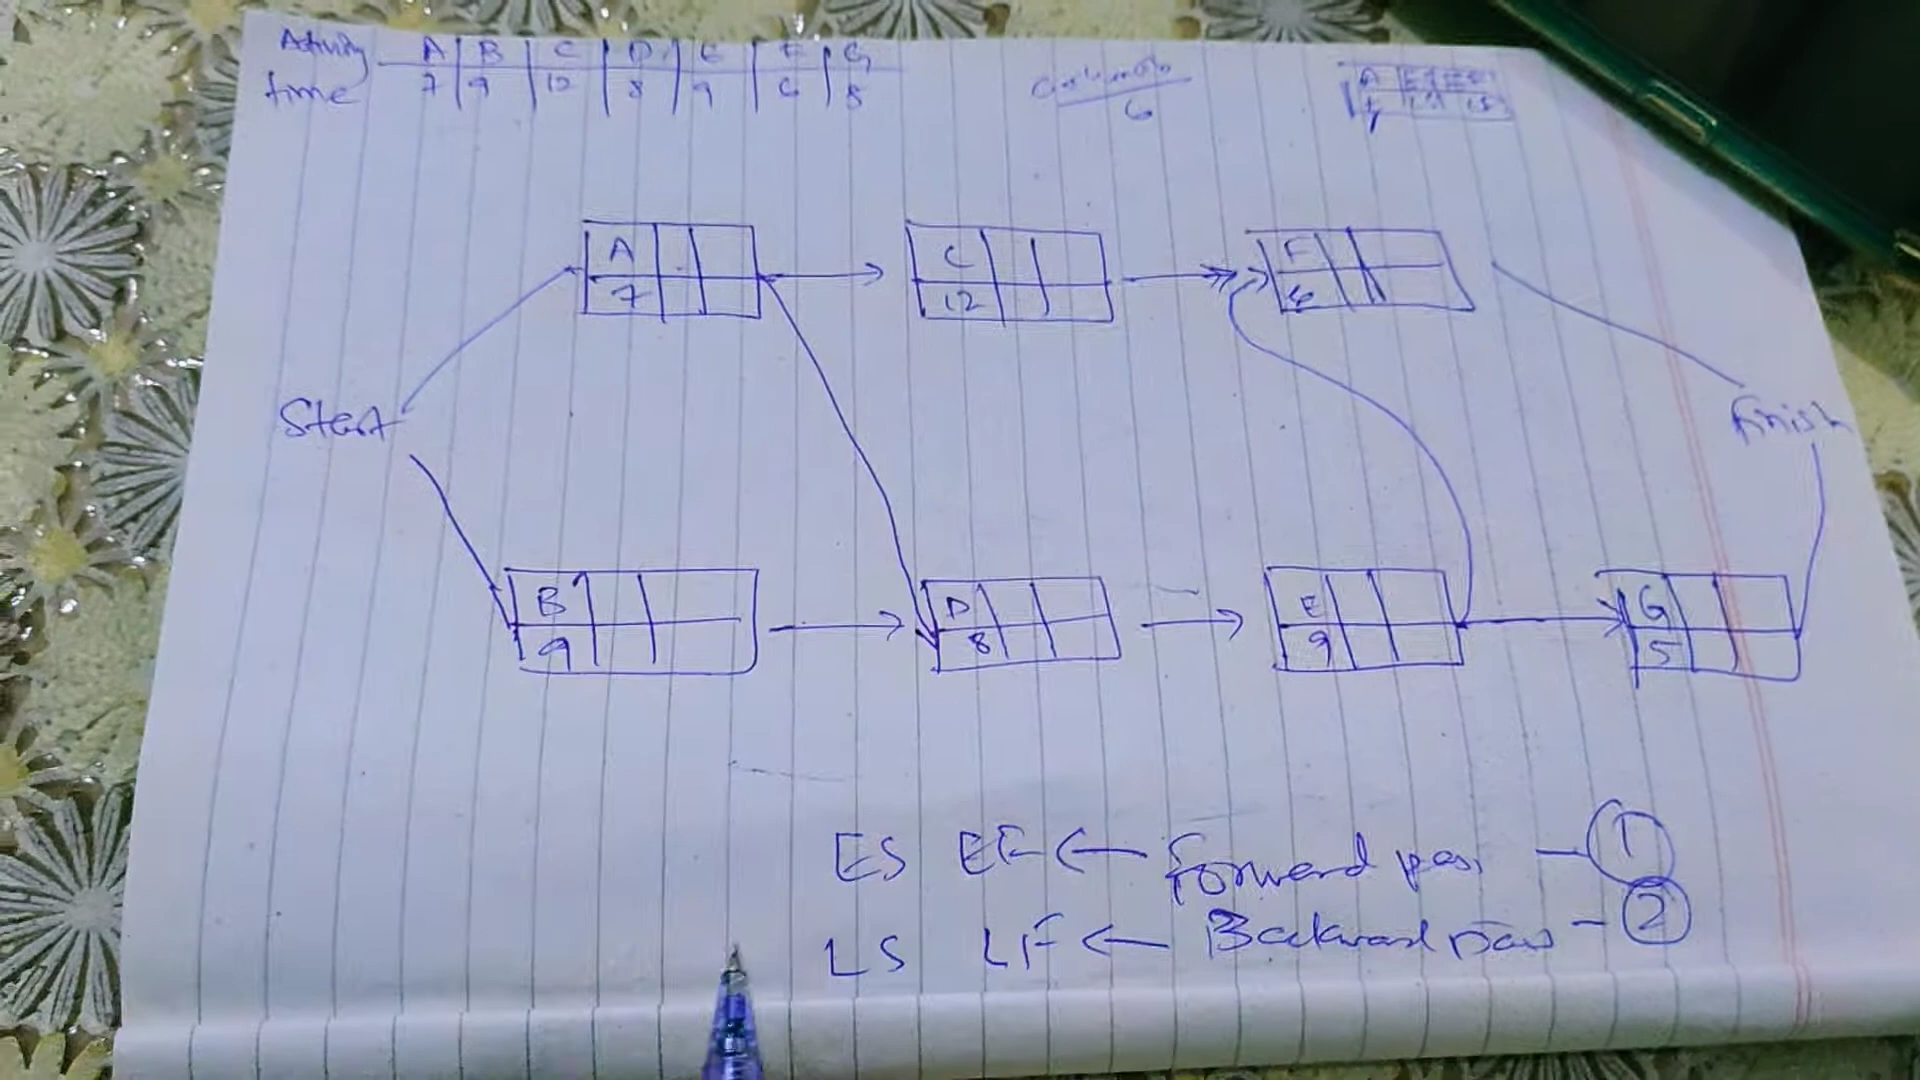 Activity A B C D E F G
time 7 9 12 8 9 6 5
6
A C F
7 12 6
Start
Finish
B D E G
9 8 9 5
ES EF ← Forward pass — 1
LS LF ← Backward pass — 2